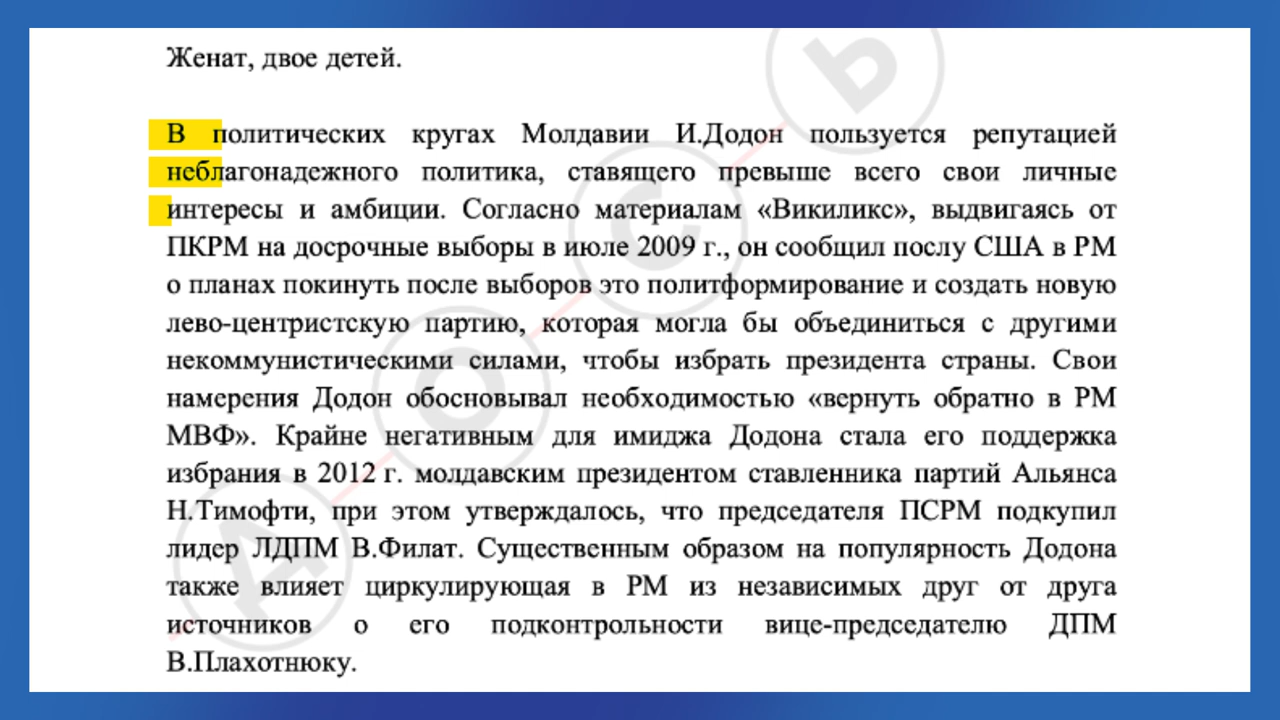 Женат, двое детей.
В политических кругах Молдавии И.Додон пользуется репутацией
неблагонадежного политика, ставящего превыше всего свои личные
интересы и амбиции. Согласно материалам «Викиликс», выдвигаясь от
ПКРМ на досрочные выборы в июле 2009 г., он сообщил послу США в РМ
о планах покинуть после выборов это политформирование и создать новую
лево-центристскую партию, которая могла бы объединиться с другими
некоммунистическими силами, чтобы избрать президента страны. Свои
намерения Додон обосновывал необходимостью «вернуть обратно в РМ
МВФ». Крайне негативным для имиджа Додона стала его поддержка
избрания в 2012 г. молдавским президентом ставленника партий Альянса
Н.Тимофти, при этом утверждалось, что председателя ПСРМ подкупил
лидер ЛДПМ В.Филат. Существенным образом на популярность Додона
также влияет циркулирующая в РМ из независимых друг от друга
источников о его подконтрольности вице-председателю ДПМ
В.Плахотнюку.
ДОСЬ